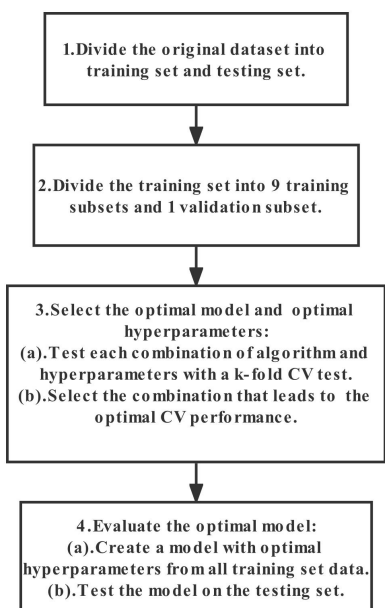 1.Divide the original dataset into
training set and testing set.
2.Divide the training set into 9 training
subsets and 1 validation subset.
3.Select the optimal model and optimal
hyperparameters:
(a).Test each combination of algorithm and
hyperparameters with a k-fold CV test.
(b).Select the combination that leads to the
optimal CV performance.
4.Evaluate the optimal model:
(a).Create a model with optimal
hyperparameters from all training set data.
(b).Test the model on the testing set.